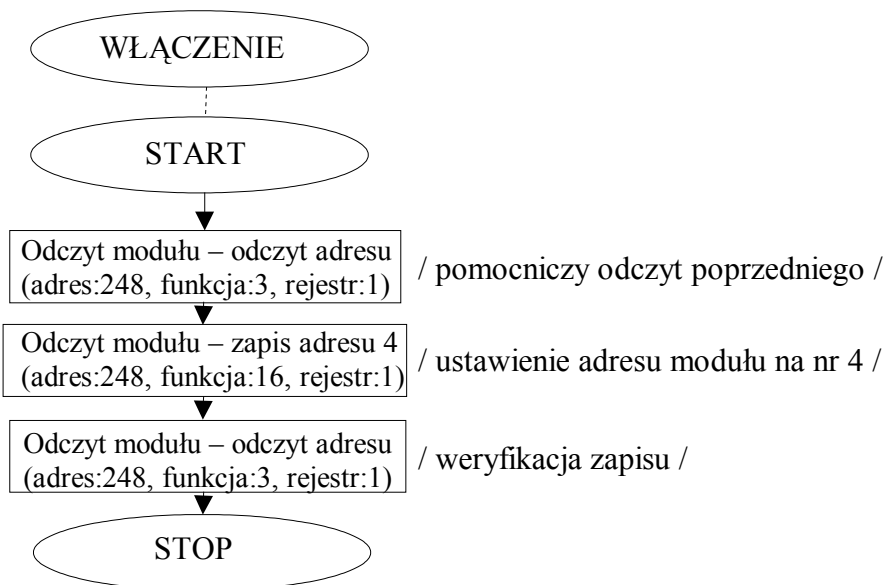 WŁĄCZENIE
START
Odczyt modułu – odczyt adresu
(adres:248, funkcja:3, rejestr:1)
/ pomocniczy odczyt poprzedniego /
Odczyt modułu – zapis adresu 4
(adres:248, funkcja:16, rejestr:1)
/ ustawienie adresu modułu na nr 4 /
Odczyt modułu – odczyt adresu
(adres:248, funkcja:3, rejestr:1)
/ weryfikacja zapisu /
STOP